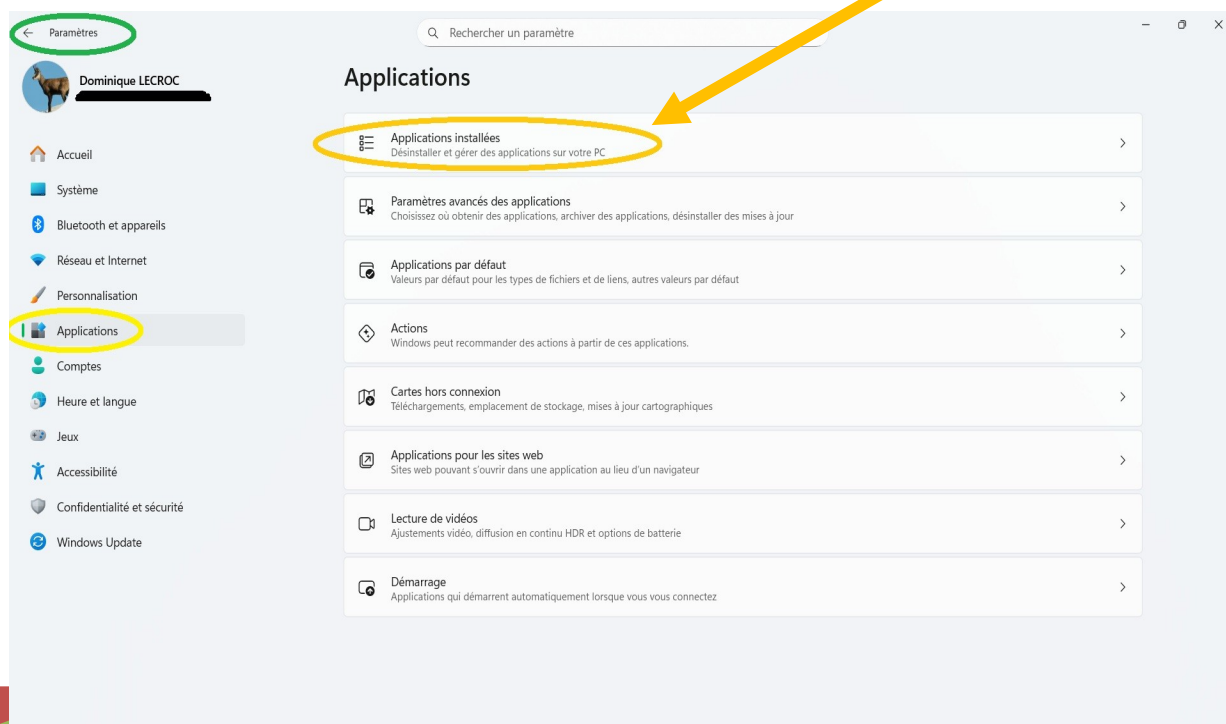 Paramètres
Rechercher un paramètre
Dominique LECROC
Accueil
Système
Bluetooth et appareils
Réseau et Internet
Personnalisation
Applications
Comptes
Heure et langue
Jeux
Accessibilité
Confidentialité et sécurité
Windows Update
Applications
Applications installées
Désinstaller et gérer des applications sur votre PC
Paramètres avancés des applications
Choisissez où obtenir des applications, archiver des applications, désinstaller des mises à jour
Applications par défaut
Valeurs par défaut pour les types de fichiers et de liens, autres valeurs par défaut
Actions
Windows peut recommander des actions à partir de ces applications.
Cartes hors connexion
Téléchargements, emplacement de stockage, mises à jour cartographiques
Applications pour les sites web
Sites web pouvant s'ouvrir dans une application au lieu d'un navigateur
Lecture de vidéos
Ajustements vidéo, diffusion en continu HDR et options de batterie
Démarrage
Applications qui démarrent automatiquement lorsque vous vous connectez